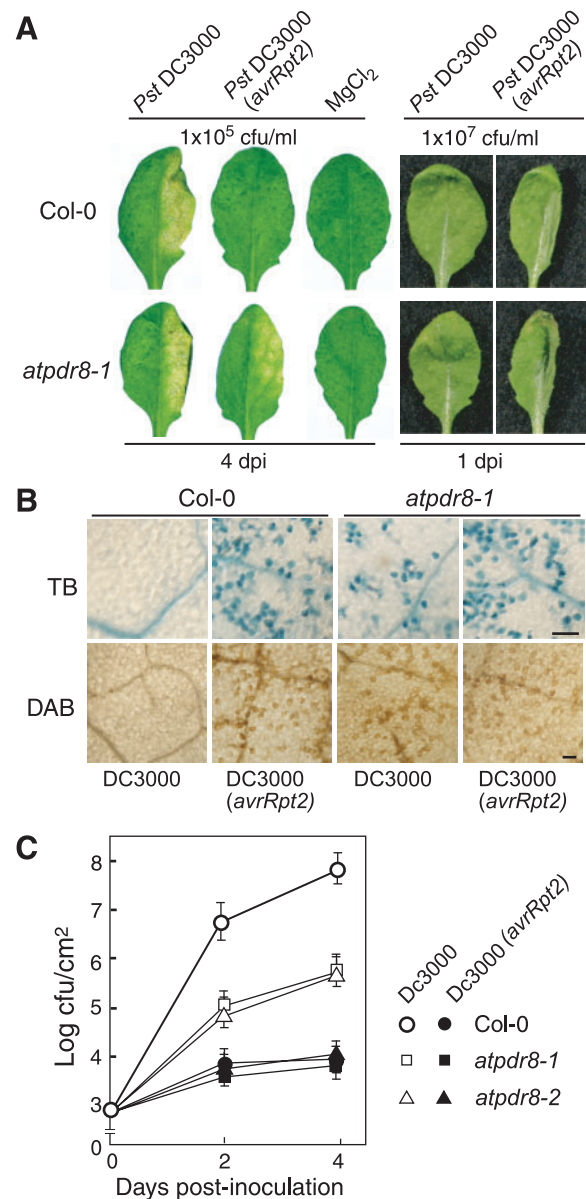 A
Pst DC3000
Pst DC3000 (avrRpt2)
MgCl2
Pst DC3000
Pst DC3000 (avrRpt2)
1x10^5 cfu/ml
1x10^7 cfu/ml
Col-0
atpdr8-1
4 dpi
1 dpi
B
Col-0
atpdr8-1
TB
DAB
DC3000
DC3000 (avrRpt2)
DC3000
DC3000 (avrRpt2)
C
Log cfu/cm²
8
7
6
5
4
3
0
0
2
4
Days post-inoculation
Dc3000
Dc3000 (avrRpt2)
Col-0
atpdr8-1
atpdr8-2